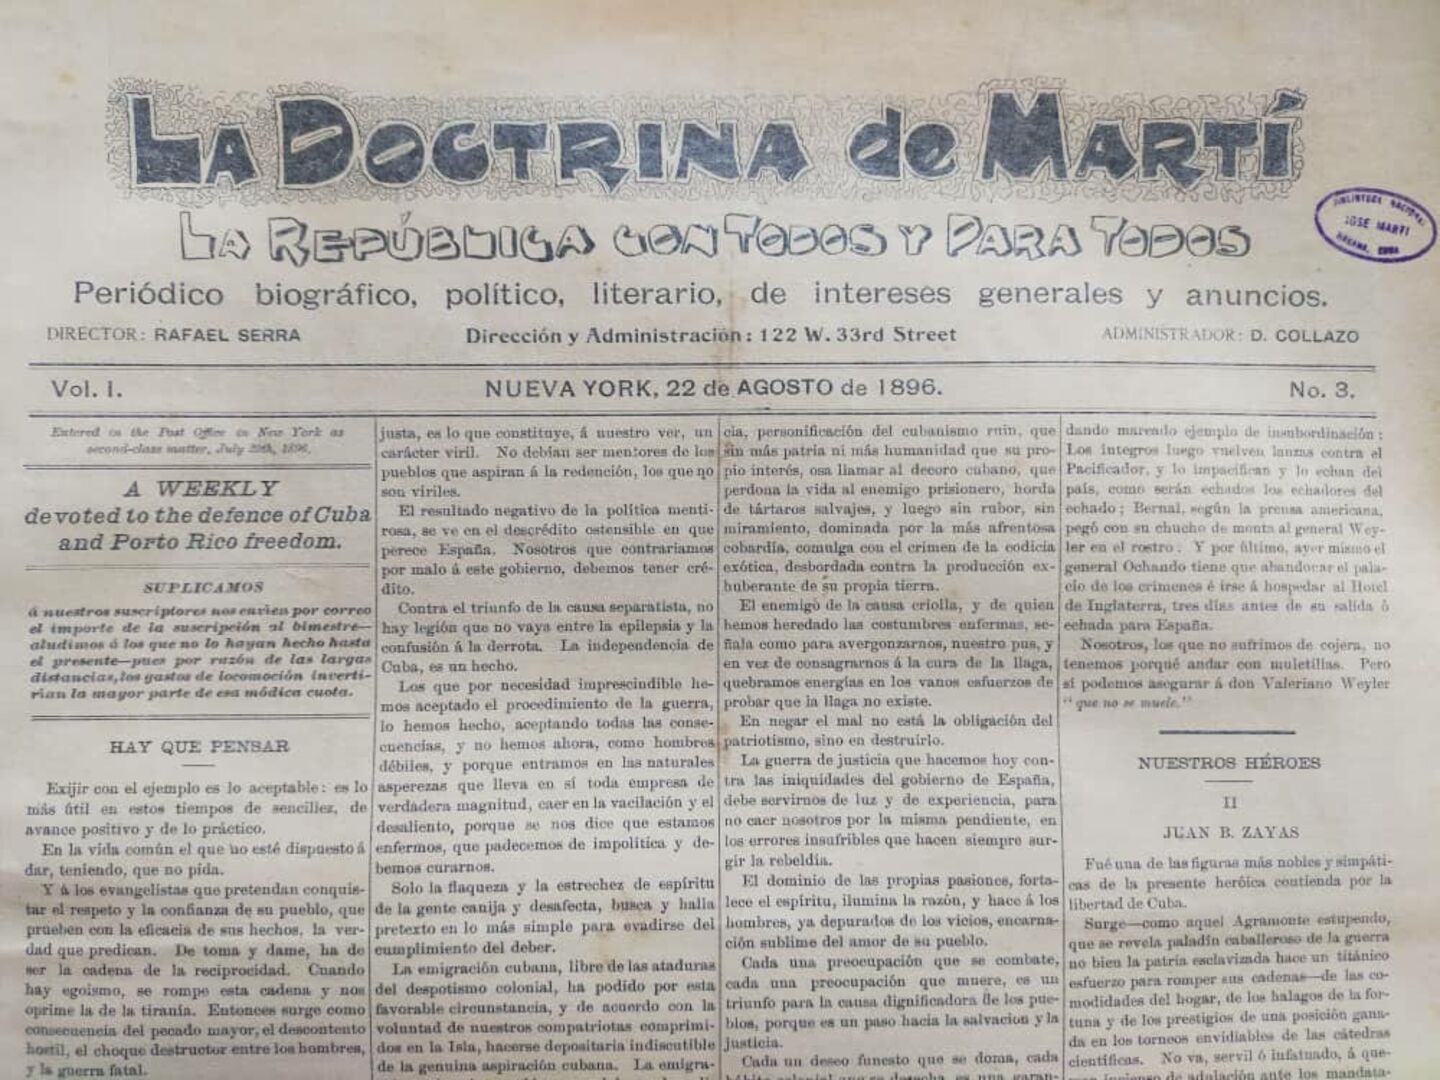 LA DOCTRINA de MARTÍ
LA REPÚBLICA CON TODOS Y PARA TODOS
Periódico biográfico, político, literario, de intereses generales y anuncios.
DIRECTOR: RAFAEL SERRA
Dirección y Administración: 122 W. 33rd Street
ADMINISTRADOR: D. COLLAZO
BIBLIOTECA NACIONAL
JOSE MARTI
HABANA, CUBA
Vol. I.
NUEVA YORK, 22 de AGOSTO de 1896.
No. 3.
Entered in the Post Office in New York as
second-class matter, July 29th, 1896.
A WEEKLY
devoted to the defence of Cuba
and Porto Rico freedom.
SUPLICAMOS
á nuestros suscriptores nos envien por correo
el importe de la suscripción al bimestre—
aludimos á los que no lo hayan hecho hasta
el presente—pues por razón de las largas
distancias, los gastos de locomoción inverti-
rian la mayor parte de esa módica cuota.
HAY QUE PENSAR
Exijir con el ejemplo es lo aceptable: es lo
más útil en estos tiempos de sencillez, de
avance positivo y de lo práctico.
En la vida común el que no esté dispuesto á
dar, teniendo, que no pida.
Y á los evangelistas que pretendan conquis-
tar el respeto y la confianza de su pueblo, que
prueben con la eficacia de sus hechos, la ver-
dad que predican. De toma y dame, ha de
ser la cadena de la reciprocidad. Cuando
hay egoismo, se rompe esta cadena y nos
oprime la de la tiranía. Entonces surge como
consecuencia del pecado mayor, el descontento
hostil, el choque destructor entre los hombres,
y la guerra fatal.
justa, es lo que constituye, á nuestro ver, un
carácter viril. No debían ser mentores de los
pueblos que aspiran á la redención, los que no
son viriles.
El resultado negativo de la política menti-
rosa, se ve en el descrédito ostensible en que
perece España. Nosotros que contrariamos
por malo á este gobierno, debemos tener cré-
dito.
Contra el triunfo de la causa separatista, no
hay legión que no vaya entre la epilepsia y la
confusión á la derrota. La independencia de
Cuba, es un hecho.
Los que por necesidad imprescindible he-
mos aceptado el procedimiento de la guerra,
lo hemos hecho, aceptando todas las conse-
cuencias, y no hemos ahora, como hombres
débiles, y porque entramos en las naturales
asperezas que lleva en sí toda empresa de
verdadera magnitud, caer en la vacilación y el
desaliento, porque se nos dice que estamos
enfermos, que padecemos de impolítica y de-
bemos curarnos.
Solo la flaqueza y la estrechez de espíritu
de la gente canija y desafecta, busca y halla
pretexto en lo más simple para evadirse del
cumplimiento del deber.
La emigración cubana, libre de las ataduras
del despotismo colonial, ha podido por esta
favorable circunstancia, y de acuerdo con la
voluntad de nuestros compatriotas comprimi-
dos en la Isla, hacerse depositaria indiscutible
de la genuina aspiración cubana. La emigra-
cia, personificación del cubanismo ruin, que
sin más patria ni más humanidad que su pro-
pio interés, osa llamar al decoro cubano, que
perdona la vida al enemigo prisionero, horda
de tártaros salvajes, y luego sin rubor, sin
miramiento, dominada por la más afrentosa
cobardía, comulga con el crimen de la codicia
exótica, desbordada contra la producción ex-
huberante de su propia tierra.
El enemigo de la causa criolla, y de quien
hemos heredado las costumbres enfermas, se-
ñala como para avergonzarnos, nuestro pus, y
en vez de consagrarnos á la cura de la llaga,
quebramos energías en los vanos esfuerzos de
probar que la llaga no existe.
En negar el mal no está la obligación del
patriotismo, sino en destruirlo.
La guerra de justicia que hacemos hoy con-
tra las iniquidades del gobierno de España,
debe servirnos de luz y de experiencia, para
no caer nosotros por la misma pendiente, en
los errores insufribles que hacen siempre sur-
gir la rebeldía.
El dominio de las propias pasiones, forta-
lece el espíritu, ilumina la razón, y hace á los
hombres, ya depurados de los vicios, encarna-
ción sublime del amor de su pueblo.
Cada una preocupación que se combate,
cada una preocupación que muere, es un
triunfo para la causa dignificadora de los pue-
blos, porque es un paso hacia la salvacion y la
justicia.
Cada un deseo funesto que se doma, cada
dando mareado ejemplo de insubordinación:
Los íntegros luego vuelven lanzas contra el
Pacificador, y lo impacifican y lo echan del
país, como serán echados los echadores del
echado; Bernal, según la prensa americana,
pegó con su chucho de monta al general Wey-
ler en el rostro. Y por último, ayer mismo el
general Ochando tiene que abandocar el pala-
cio de los crimenes é irse á hospedar al Hotel
de Inglaterra, tres días antes de su salida ó
echada para España.
Nosotros, los que no sufrimos de cojera, no
tenemos porqué andar con muletillas. Pero
sí podemos asegurar á don Valeriano Weyler
"que no se muele."
NUESTROS HÉROES
II
JUAN B. ZAYAS
Fué una de las figuras más nobles y simpáti-
cas de la presente heróica contienda por la
libertad de Cuba.
Surge—como aquel Agramonte estupendo,
que se revela paladín caballeroso de la guerra
no bien la patria esclavizada hace un titánico
esfuerzo para romper sus cadenas—de las co-
modidades del hogar, de los halagos de la for-
tuna y de los prestigios de una posición gana-
da en los torneos envidiables de las cátedras
científicas. No va, servil ó infatuado, á que-